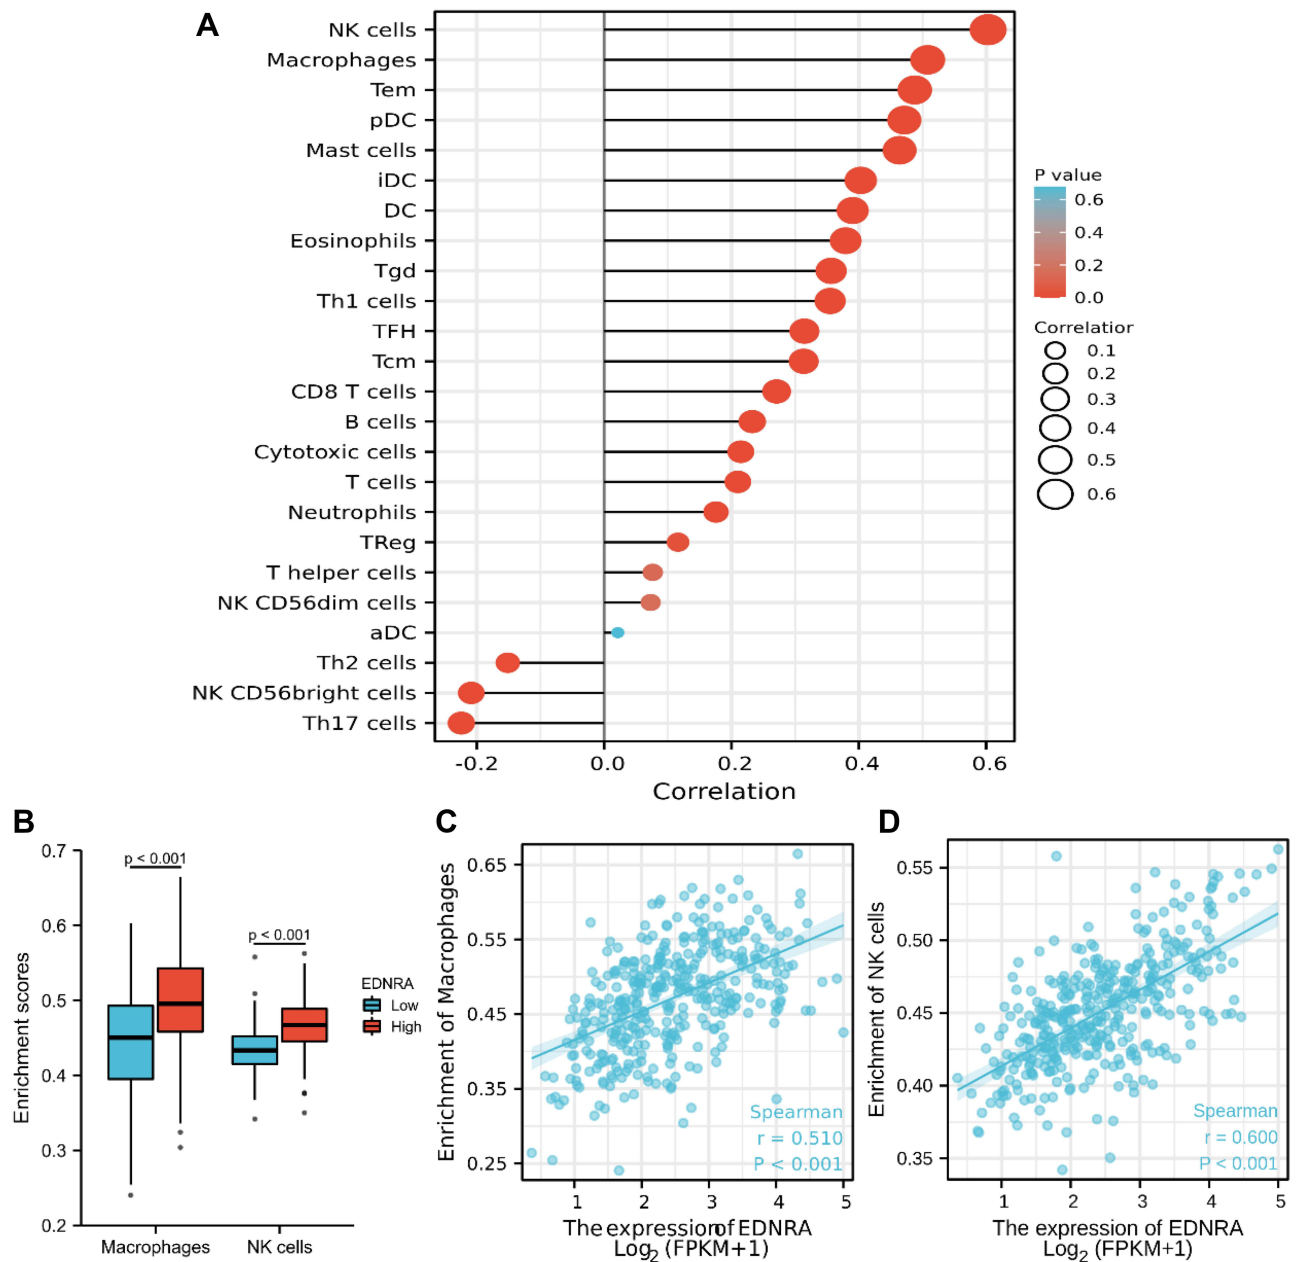 A
NK cells
Macrophages
Tem
pDC
Mast cells
iDC
DC
Eosinophils
Tgd
Th1 cells
TFH
Tcm
CD8 T cells
B cells
Cytotoxic cells
T cells
Neutrophils
TReg
T helper cells
NK CD56dim cells
aDC
Th2 cells
NK CD56bright cells
Th17 cells
-0.2 0.0 0.2 0.4 0.6
Correlation
P value
0.6
0.4
0.2
0.0
Correlatior
0.1
0.2
0.3
0.4
0.5
0.6
B
Enrichment scores
0.7
0.6
0.5
0.4
0.3
0.2
p < 0.001
p < 0.001
Macrophages NK cells
EDNRA
Low
High
C
Enrichment of Macrophages
0.65
0.55
0.45
0.35
0.25
Spearman
r = 0.510
P < 0.001
1 2 3 4 5
The expression of EDNRA
Log2 (FPKM+1)
D
Enrichment of NK cells
0.55
0.50
0.45
0.40
0.35
Spearman
r = 0.600
P < 0.001
1 2 3 4 5
The expression of EDNRA
Log2 (FPKM+1)